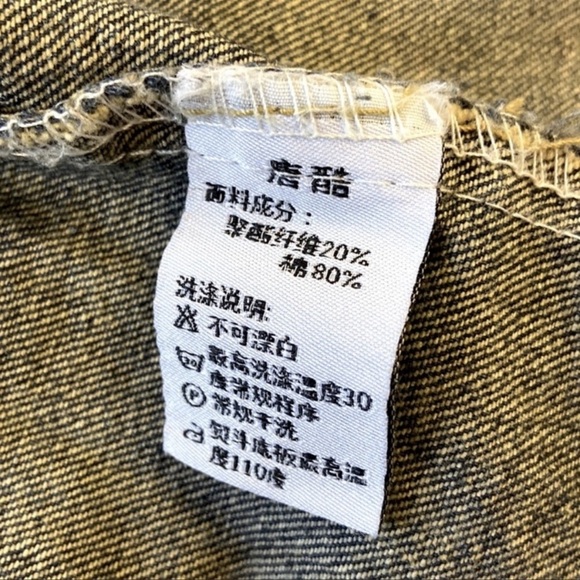 痞酷
面料成分：
聚酯纤维20%
棉80%
洗涤说明:
不可漂白
30
最高洗涤温度30
度常规程序
P
常规干洗
熨斗底板最高温
度110度